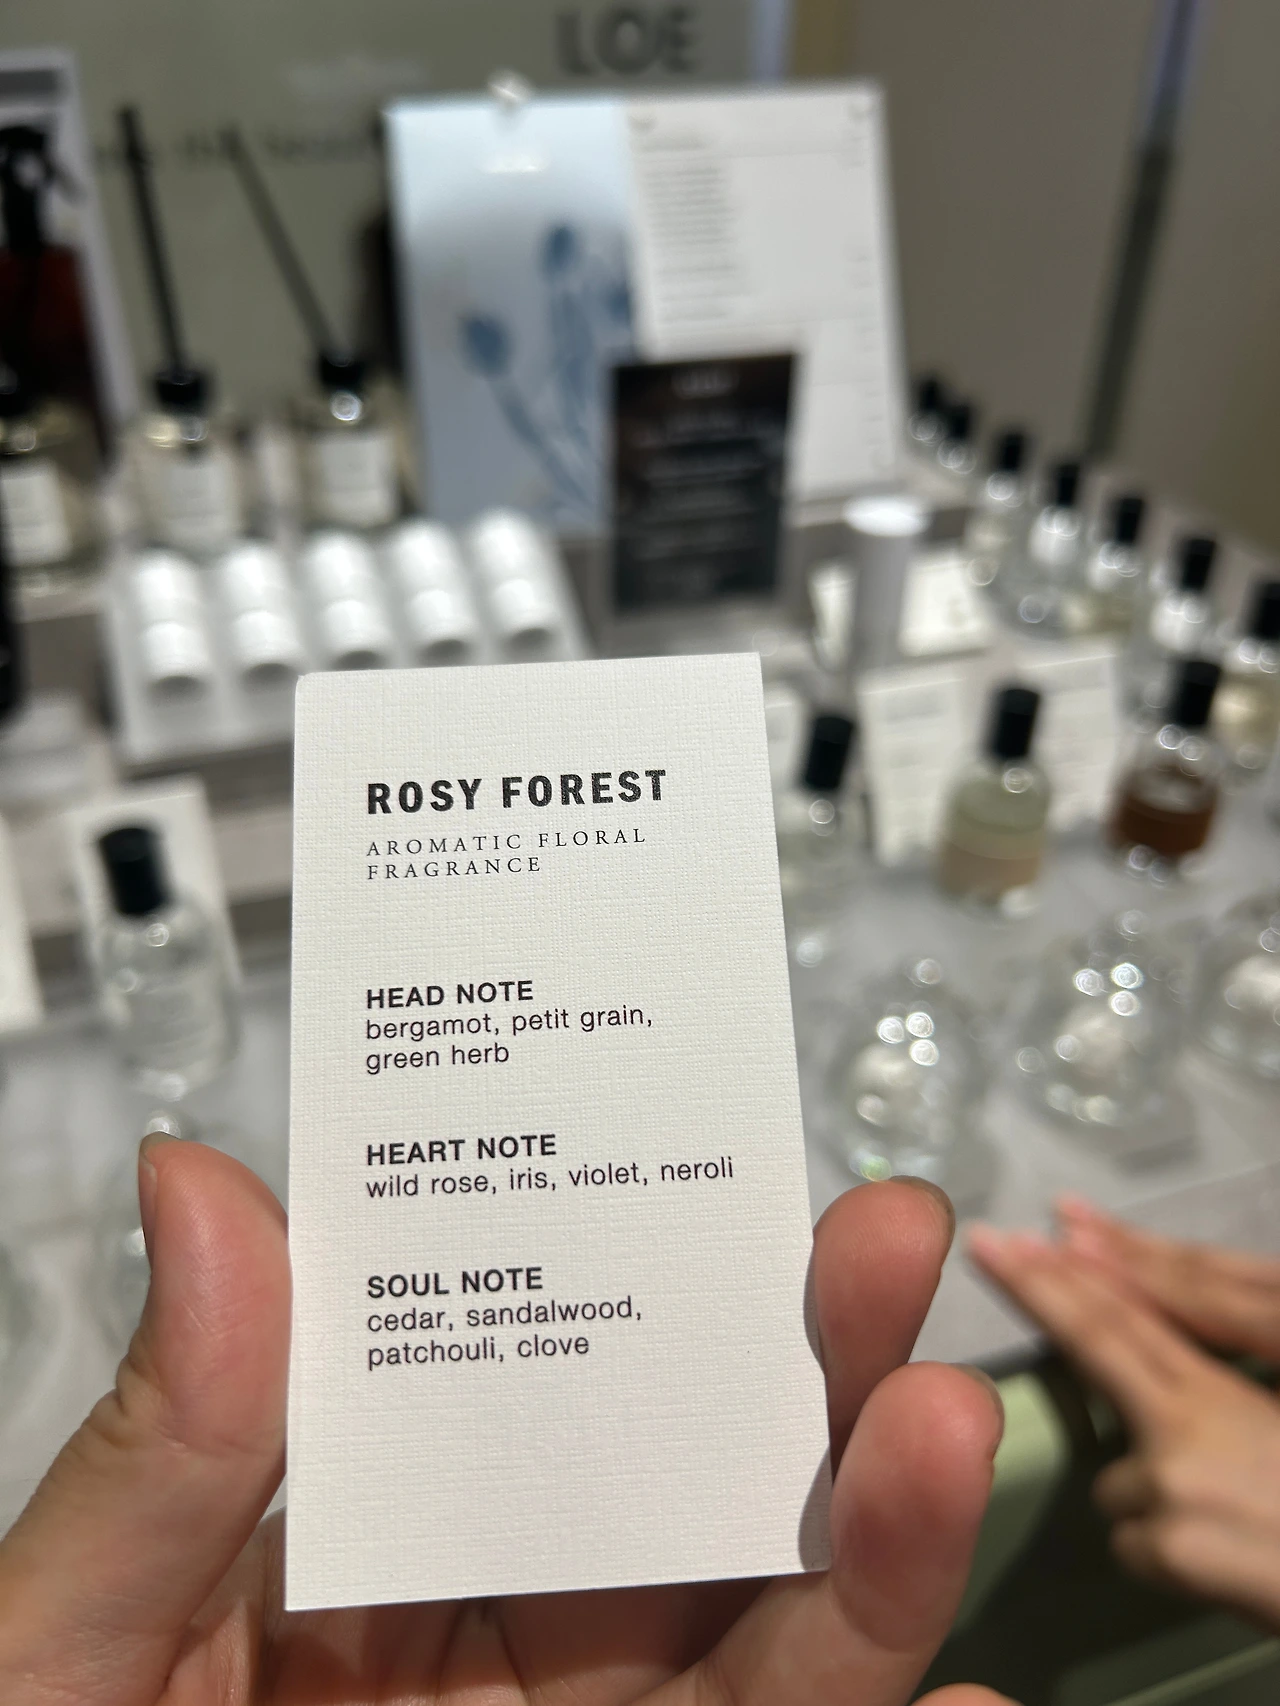 LOE
ROSY FOREST
AROMATIC FLORAL
FRAGRANCE
HEAD NOTE
bergamot, petit grain,
green herb
HEART NOTE
wild rose, iris, violet, neroli
SOUL NOTE
cedar, sandalwood,
patchouli, clove